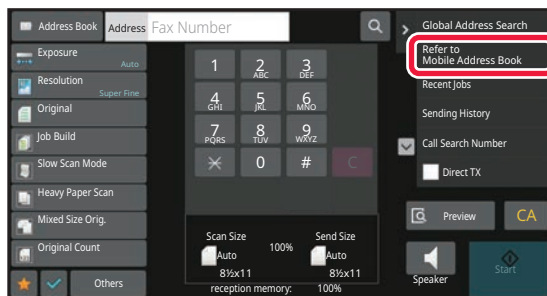 Address Book
Address
Fax Number
Exposure
Auto
Resolution
Super Fine
Original
Job Build
Slow Scan Mode
Heavy Paper Scan
Mixed Size Orig.
Original Count
Others
1
2
ABC
3
DEF
4
GHI
5
JKL
6
MNO
7
PQRS
8
TUV
9
WXYZ
0
#
C
Scan Size
Auto
8½x11
100%
Send Size
Auto
8½x11
reception memory: 100%
Global Address Search
Refer to
Mobile Address Book
Recent Jobs
Sending History
Call Search Number
Direct TX
Preview
CA
Speaker
Start